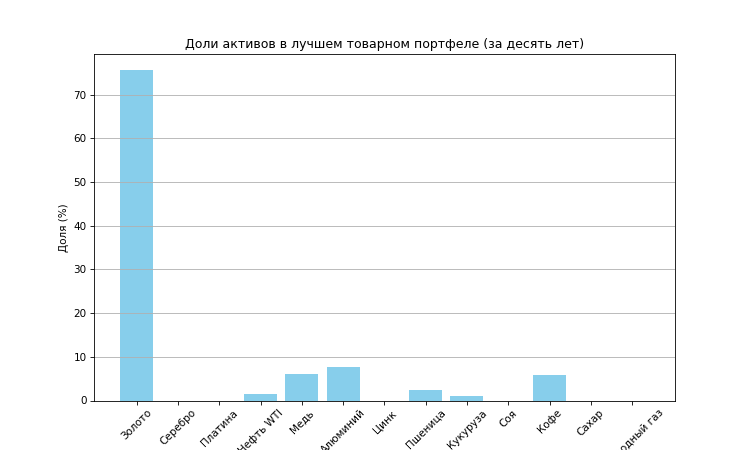 Доли активов в лучшем товарном портфеле (за десять лет)
Доля (%)
70
60
50
40
30
20
10
0
Золото
Серебро
Платина
Нефть WTI
Медь
Алюминий
Цинк
Пшеница
Кукуруза
Соя
Кофе
Сахар
газ